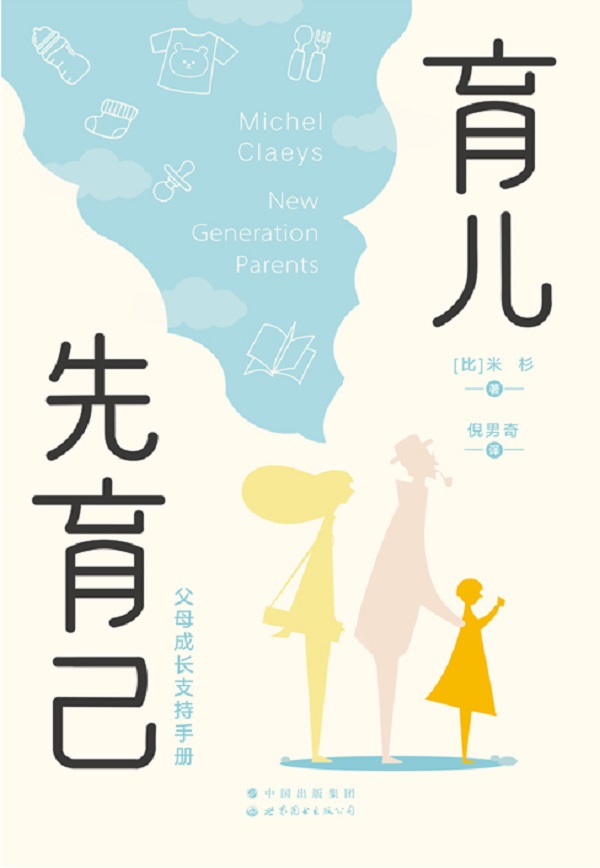 育儿
先育己
父母成长支持手册
Michel
Claeys
New
Generation
Parents
[比]米 杉
著
倪男奇
译
中国出版集团
世界图书出版公司